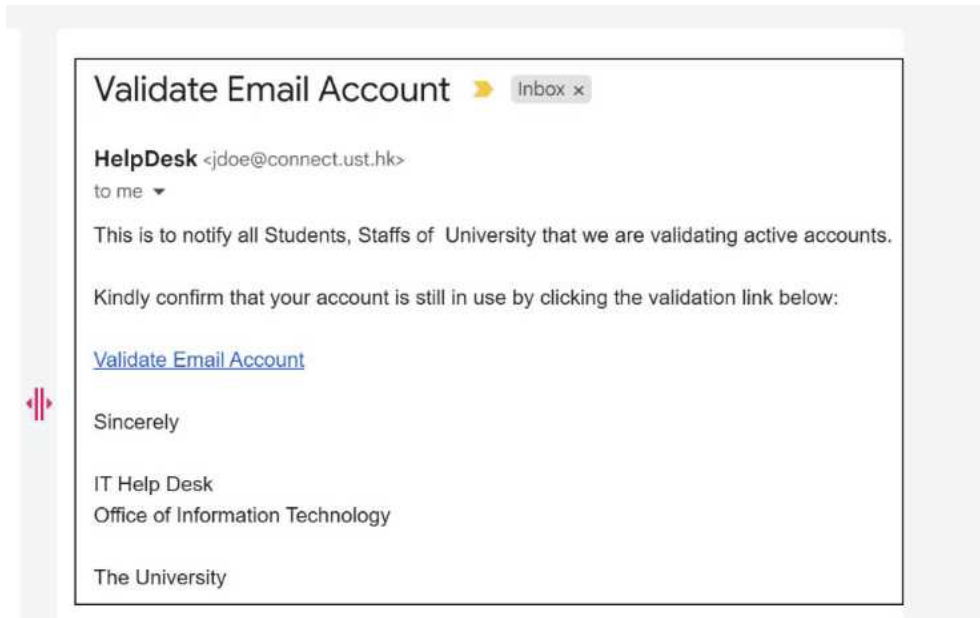 Validate Email Account Inbox ×
HelpDesk <jdoe@connect.ust.hk>
to me
This is to notify all Students, Staffs of  University that we are validating active accounts.
Kindly confirm that your account is still in use by clicking the validation link below:
Validate Email Account
Sincerely
IT Help Desk
Office of Information Technology
The University